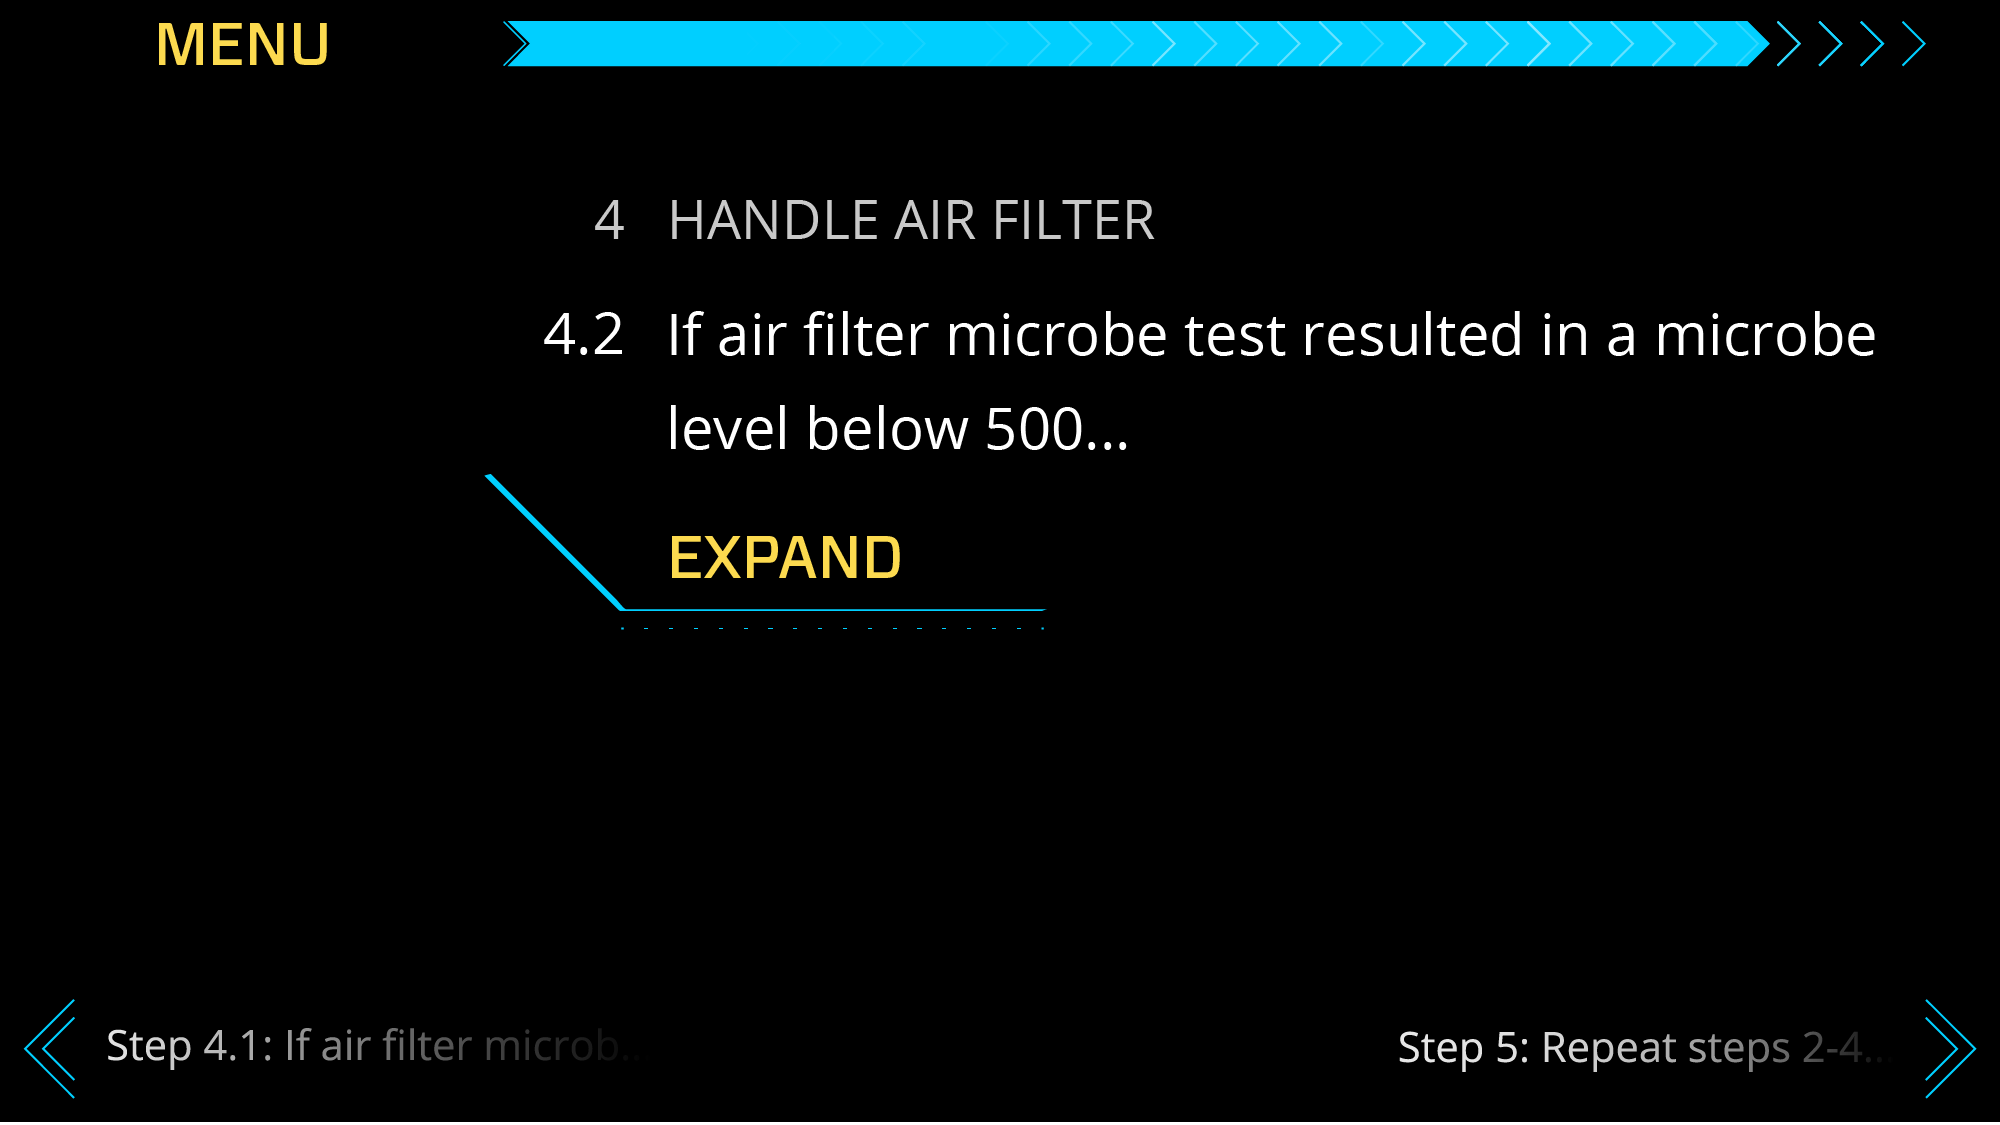 MENU
4 HANDLE AIR FILTER
4.2 If air filter microbe test resulted in a microbe
level below 500...
EXPAND
Step 4.1: If air filter microb...
Step 5: Repeat steps 2-4...